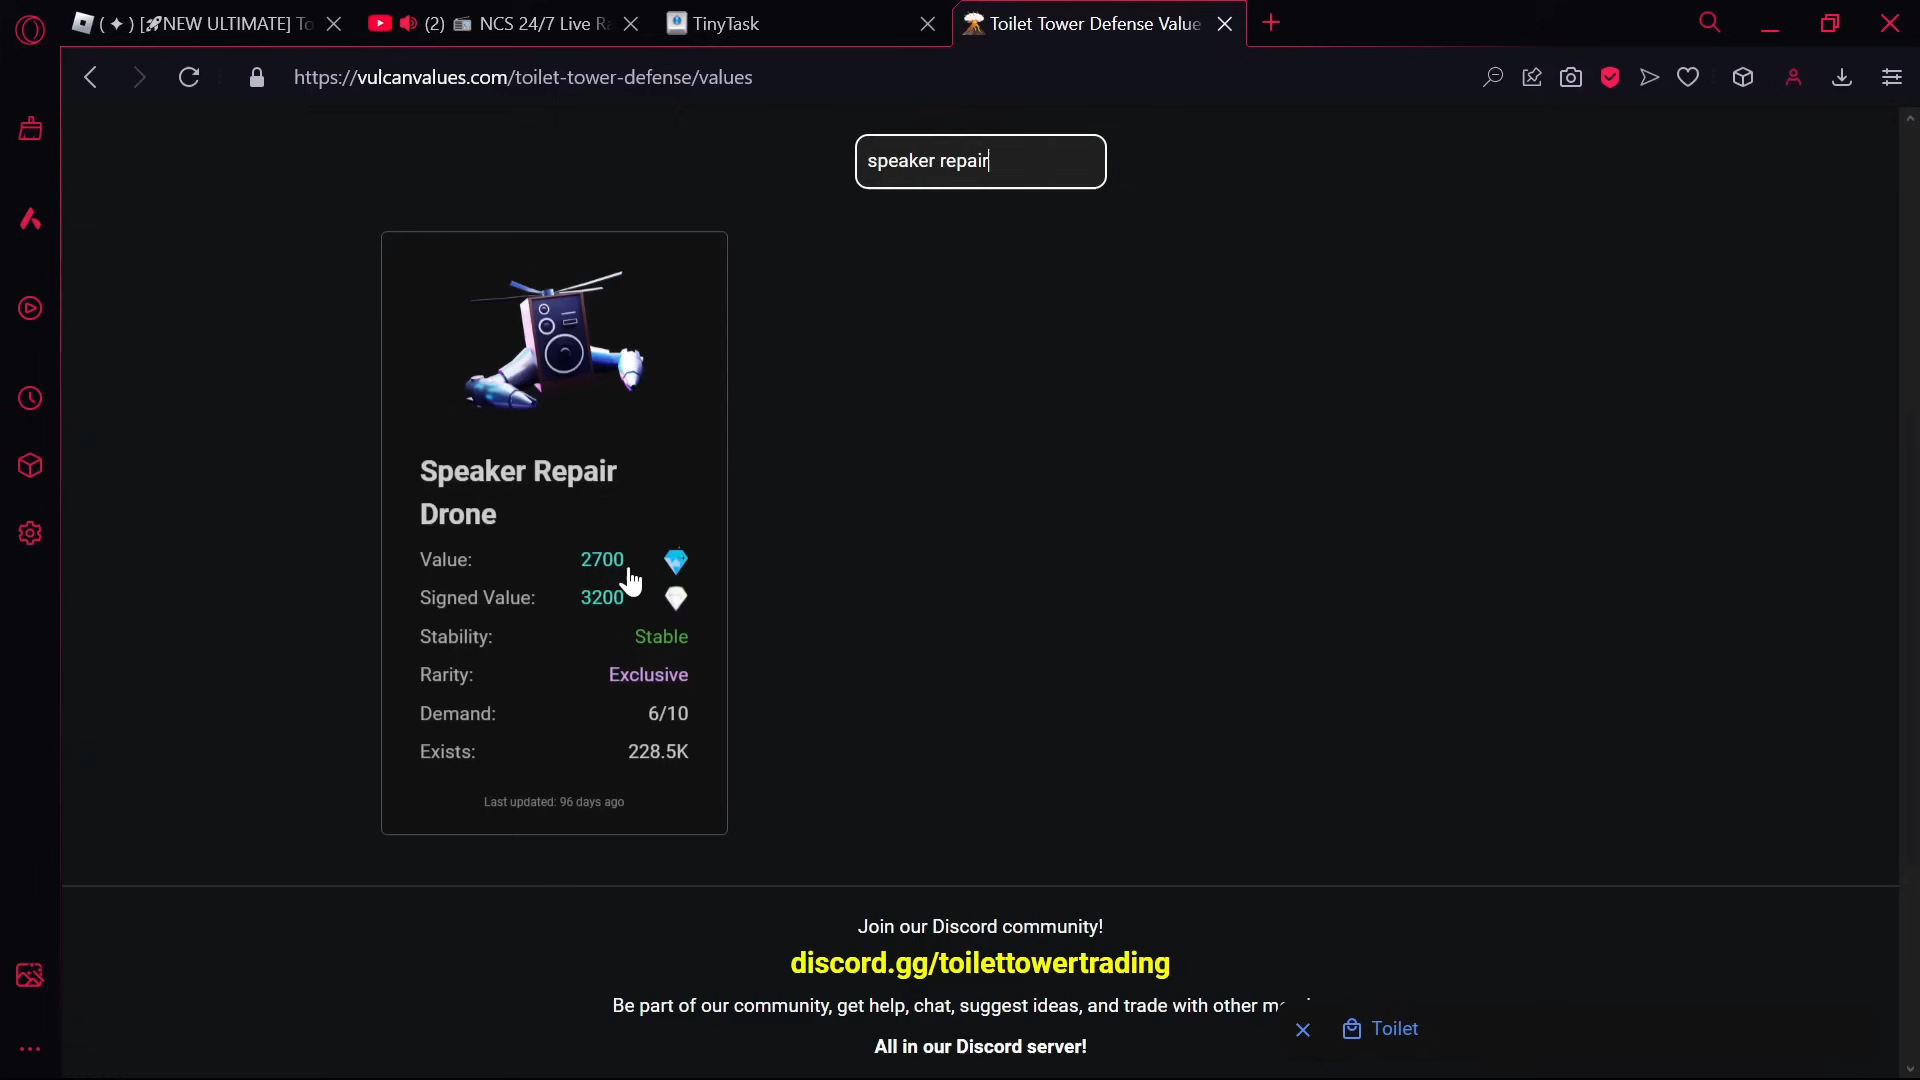 ( ✦ ) [🚀NEW ULTIMATE] To
(2) 📻 NCS 24/7 Live Ra
TinyTask
Toilet Tower Defense Value
https://vulcanvalues.com/toilet-tower-defense/values
speaker repair
Speaker Repair
Drone
Value: 2700
Signed Value: 3200
Stability: Stable
Rarity: Exclusive
Demand: 6/10
Exists: 228.5K
Last updated: 96 days ago
Join our Discord community!
discord.gg/toilettowertrading
Be part of our community, get help, chat, suggest ideas, and trade with other
Toilet
All in our Discord server!